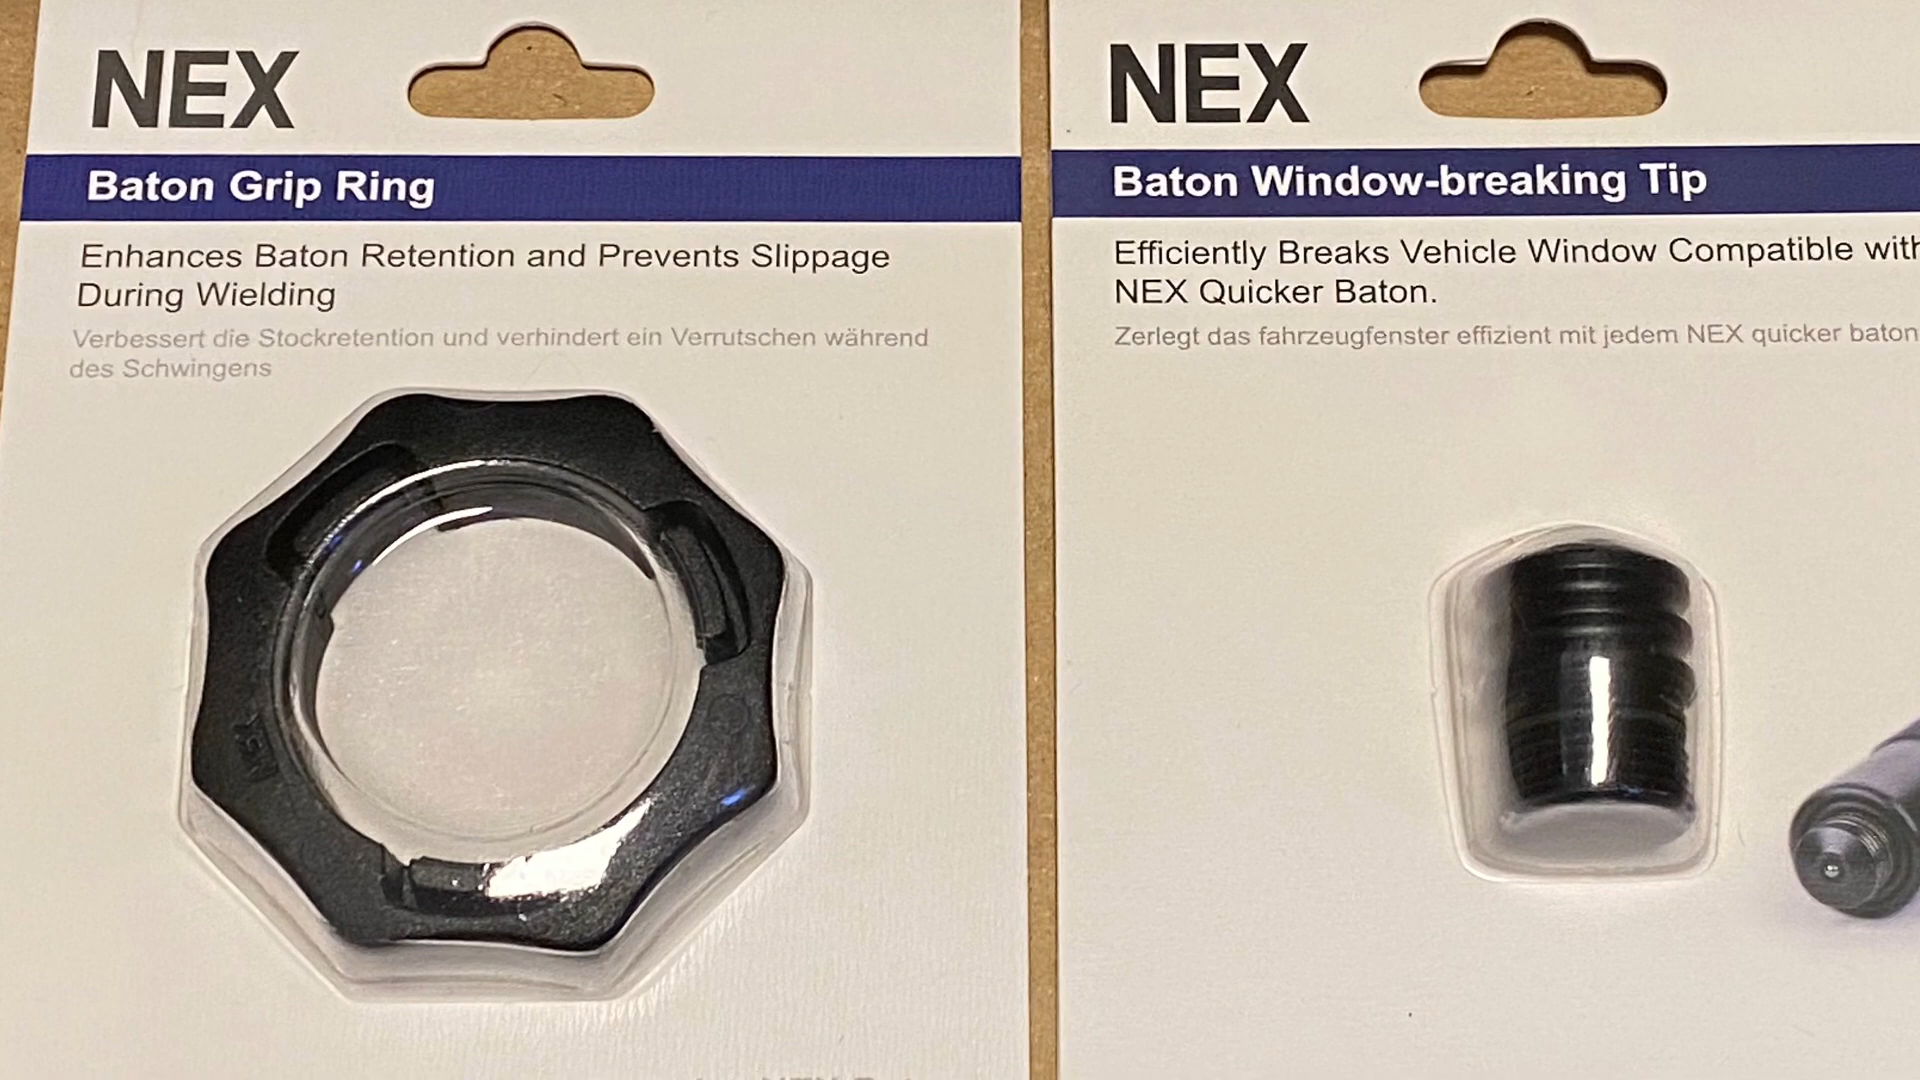 NEX
Baton Grip Ring
Enhances Baton Retention and Prevents Slippage
During Wielding
Verbessert die Stockretention und verhindert ein Verrutschen während
des Schwingens
NEX
NEX
Baton Window-breaking Tip
Efficiently Breaks Vehicle Window Compatible with
NEX Quicker Baton.
Zerlegt das fahrzeugfenster effizient mit jedem NEX quicker baton